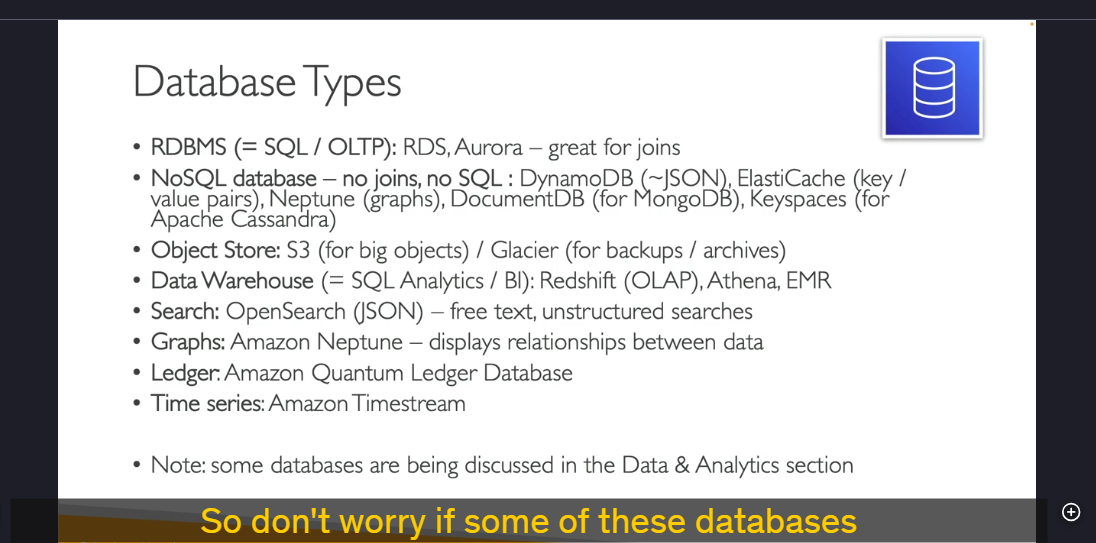 Database Types
• RDBMS (= SQL / OLTP): RDS, Aurora – great for joins
• NoSQL database – no joins, no SQL : DynamoDB (~JSON), ElastiCache (key /
value pairs), Neptune (graphs), DocumentDB (for MongoDB), Keyspaces (for
Apache Cassandra)
• Object Store: S3 (for big objects) / Glacier (for backups / archives)
• Data Warehouse (= SQL Analytics / BI): Redshift (OLAP), Athena, EMR
• Search: OpenSearch (JSON) – free text, unstructured searches
• Graphs: Amazon Neptune – displays relationships between data
• Ledger: Amazon Quantum Ledger Database
• Time series: Amazon Timestream
• Note: some databases are being discussed in the Data & Analytics section
So don't worry if some of these databases